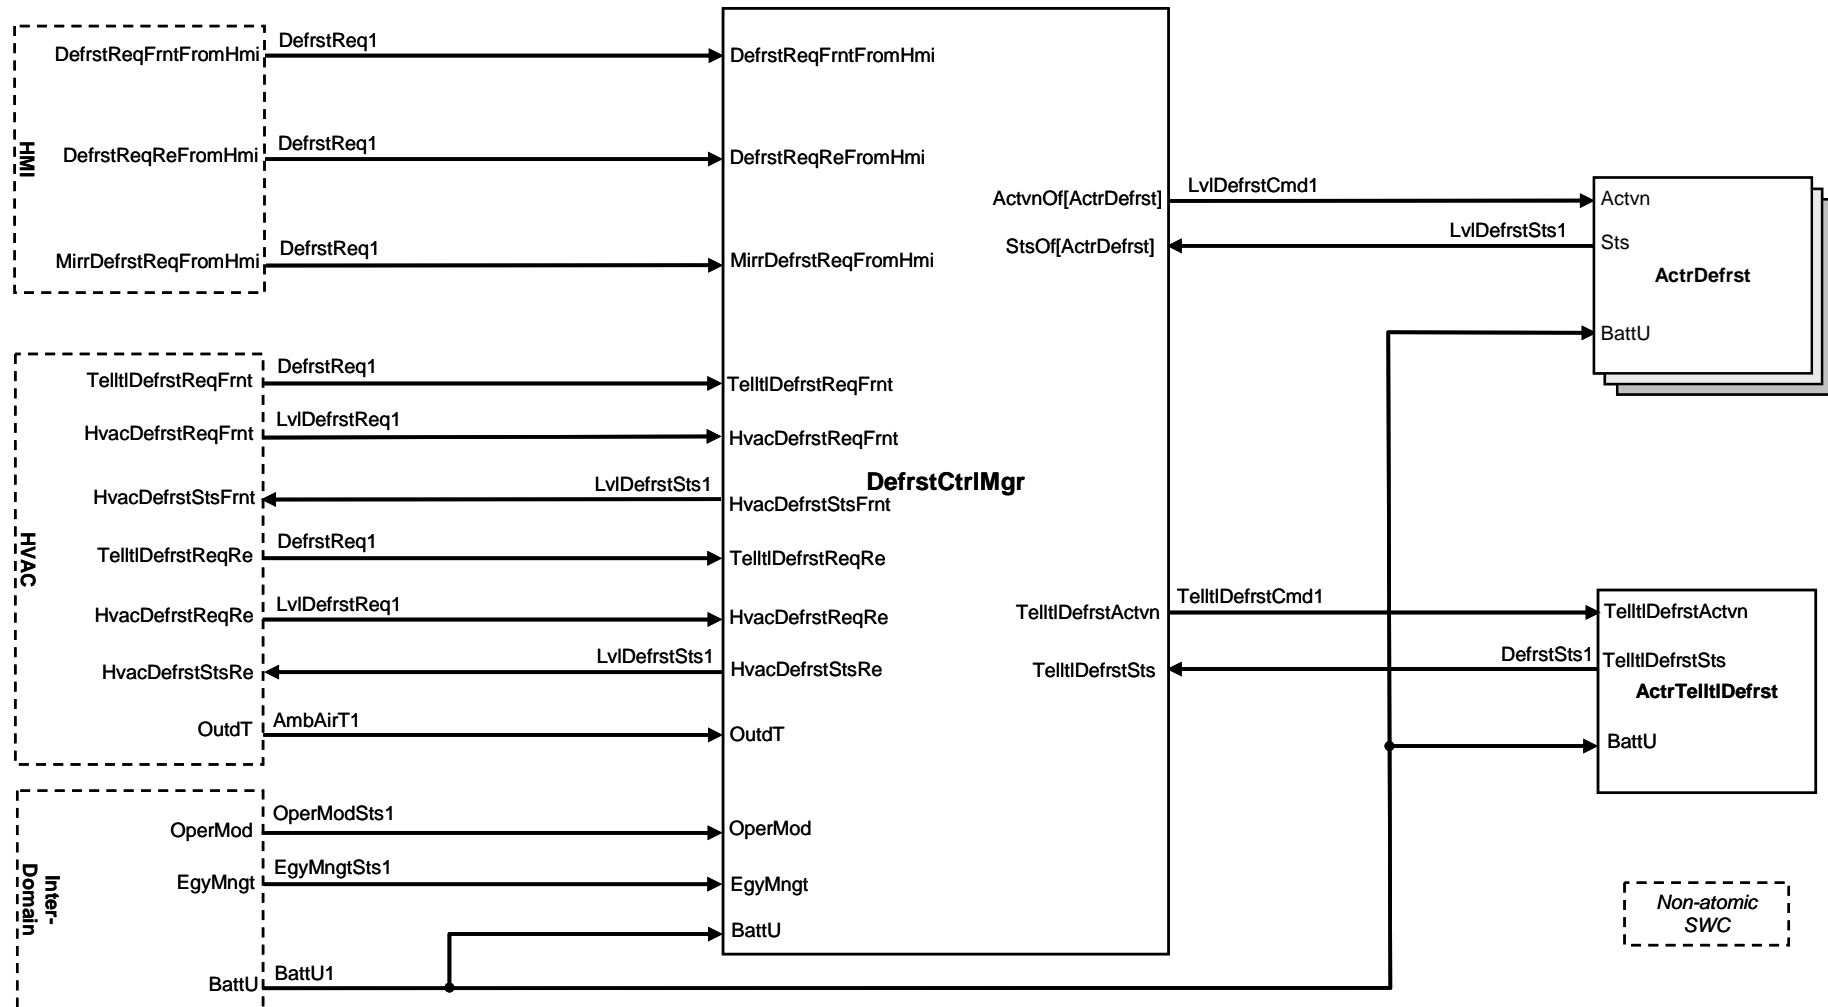 HMI
DefrstReqFrntFromHmi
DefrstReq1
DefrstReqFrntFromHmi
DefrstReqReFromHmi
DefrstReq1
DefrstReqReFromHmi
MirrDefrstReqFromHmi
DefrstReq1
MirrDefrstReqFromHmi
HVAC
TelltlDefrstReqFrnt
DefrstReq1
TelltlDefrstReqFrnt
HvacDefrstReqFrnt
LvlDefrstReq1
HvacDefrstReqFrnt
HvacDefrstStsFrnt
LvlDefrstSts1
HvacDefrstStsFrnt
TelltlDefrstReqRe
DefrstReq1
TelltlDefrstReqRe
HvacDefrstReqRe
LvlDefrstReq1
HvacDefrstReqRe
HvacDefrstStsRe
LvlDefrstSts1
HvacDefrstStsRe
OutdT
AmbAirT1
OutdT
Inter-
Domain
OperMod
OperModSts1
OperMod
EgyMngt
EgyMngtSts1
EgyMngt
BattU
BattU
BattU1
DefrstCtrlMgr
ActvnOf[ActrDefrst]
LvlDefrstCmd1
Actvn
StsOf[ActrDefrst]
LvlDefrstSts1
Sts
ActrDefrst
BattU
TelltlDefrstActvn
TelltlDefrstCmd1
TelltlDefrstActvn
TelltlDefrstSts
DefrstSts1
TelltlDefrstSts
ActrTelltlDefrst
BattU
Non-atomic
SWC